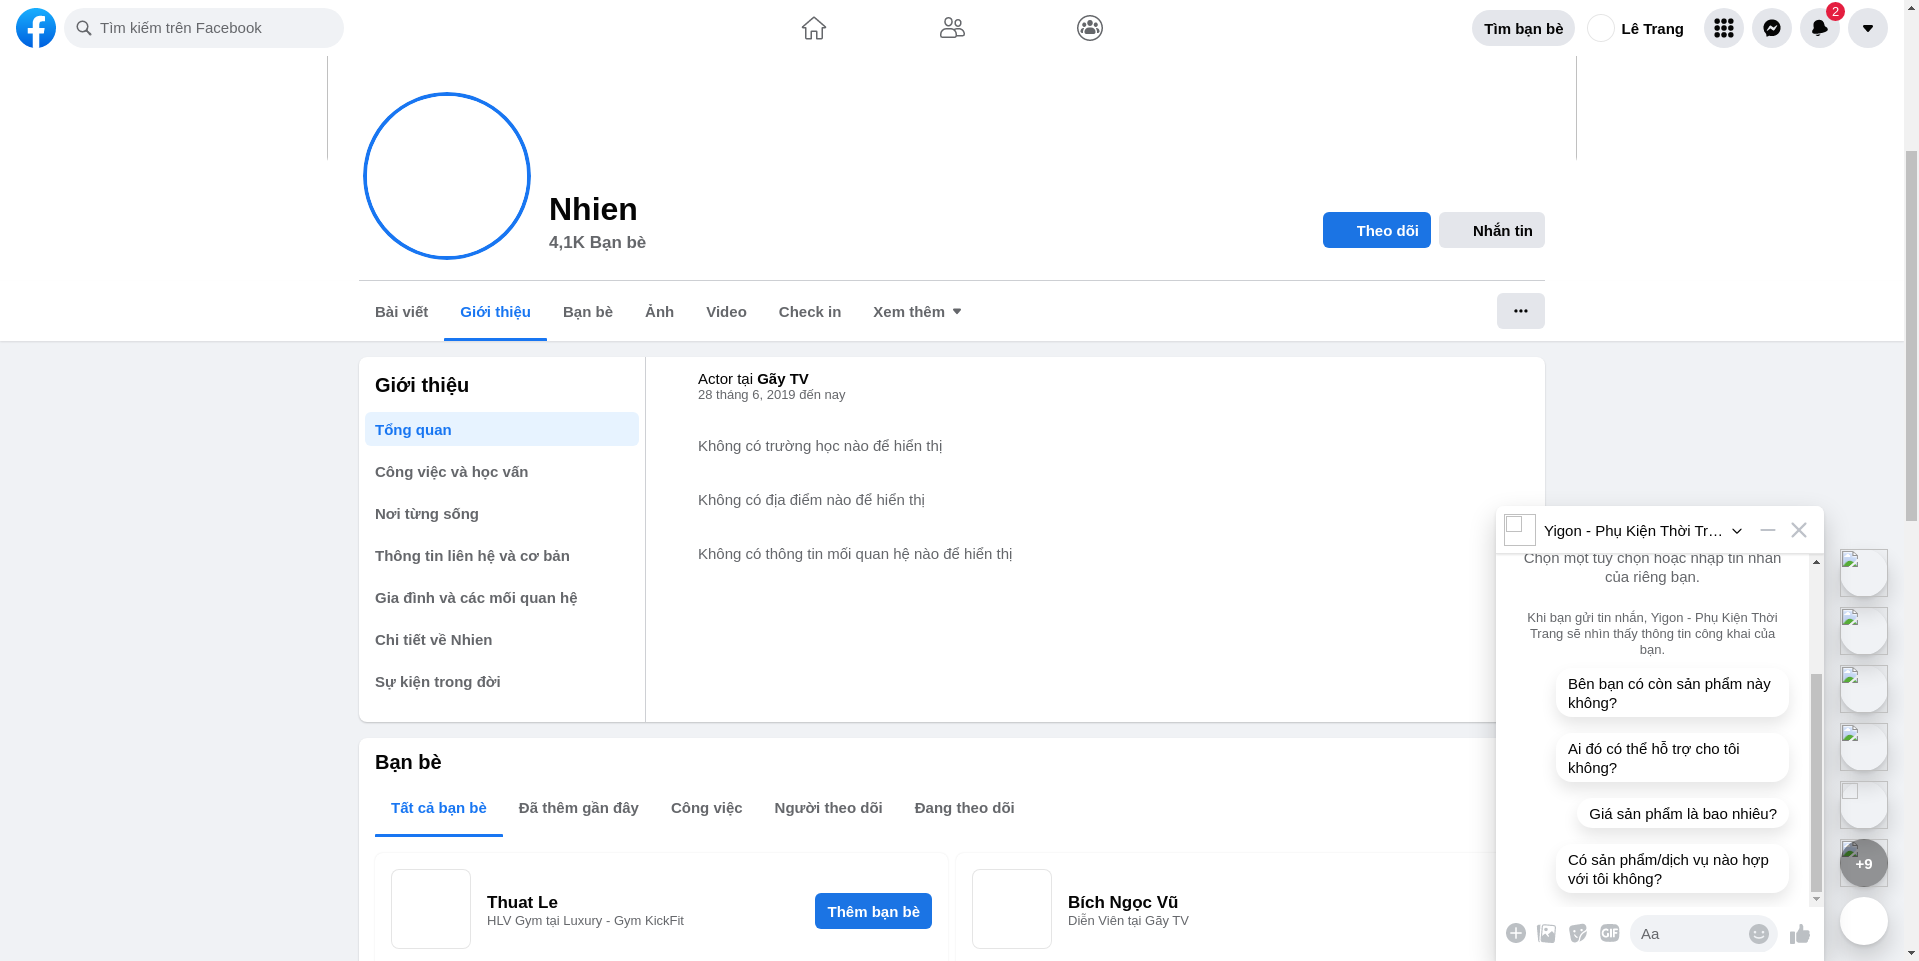 Tìm kiếm trên Facebook
Tìm bạn bè
Lê Trang
2
Nhien
4,1K Bạn bè
Theo dõi
Nhắn tin
Bài viết
Giới thiệu
Bạn bè
Ảnh
Video
Check in
Xem thêm
Giới thiệu
Tổng quan
Công việc và học vấn
Nơi từng sống
Thông tin liên hệ và cơ bản
Gia đình và các mối quan hệ
Chi tiết về Nhien
Sự kiện trong đời
Actor tại Gãy TV
28 tháng 6, 2019 đến nay
Không có trường học nào để hiển thị
Không có địa điểm nào để hiển thị
Không có thông tin mối quan hệ nào để hiển thị
Bạn bè
Tất cả bạn bè
Đã thêm gần đây
Công việc
Người theo dõi
Đang theo dõi
Thuat Le
HLV Gym tại Luxury - Gym KickFit
Thêm bạn bè
Bích Ngọc Vũ
Diễn Viên tại Gãy TV
Yigon - Phụ Kiện Thời Tr...
Chọn một tùy chọn hoặc nhập tin nhắn
của riêng bạn.
Khi bạn gửi tin nhắn, Yigon - Phụ Kiện Thời
Trang sẽ nhìn thấy thông tin công khai của
bạn.
Bên bạn có còn sản phẩm này
không?
Ai đó có thể hỗ trợ cho tôi
không?
Giá sản phẩm là bao nhiêu?
Có sản phẩm/dịch vụ nào hợp
với tôi không?
GIF
Aa
+9